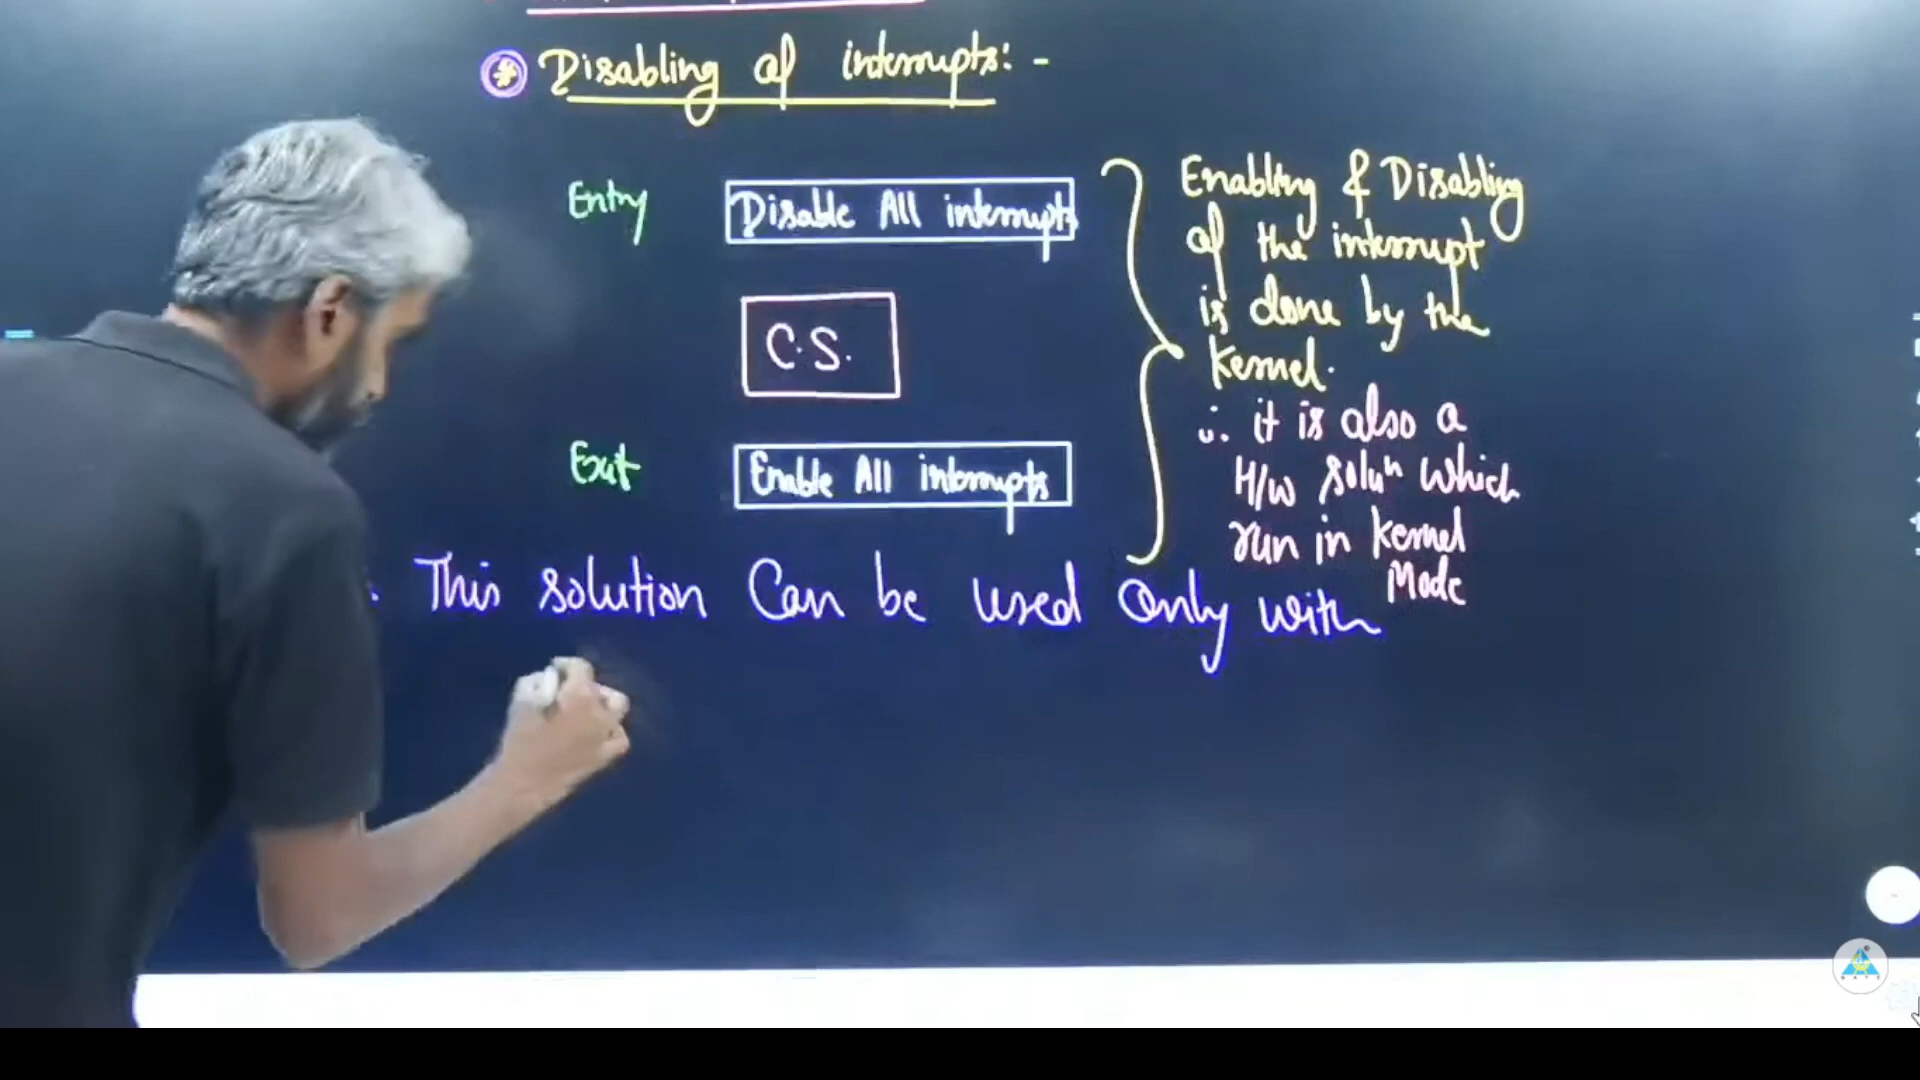 Disabling of interrupts: -
Entry
Disable All interrupts
C.S.
Exit
Enable All interrupts
Enabling & Disabling
of the interrupt
is done by the
Kernel.
∴ it is also a
H/w soluⁿ which
run in Kernel
Mode
This solution Can be used only with